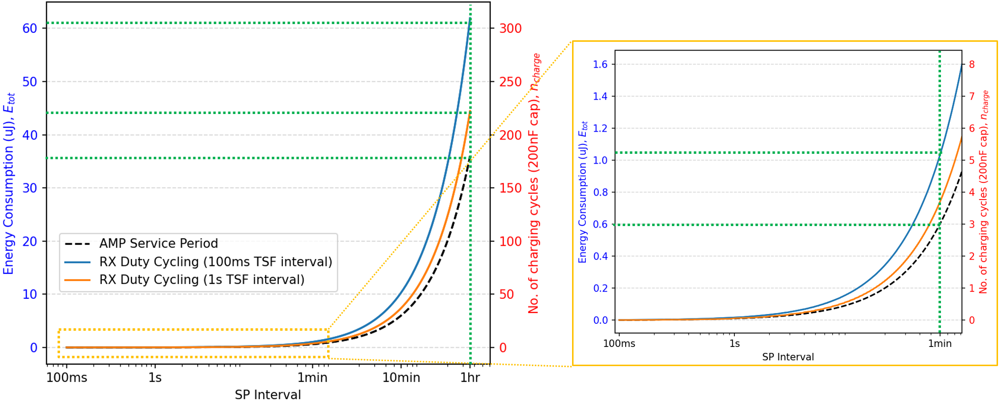 60
50
40
30
20
10
0
Energy Consumption (uJ), E_tot
300
250
200
150
100
50
0
No. of charging cycles (200nF cap), n_charge
AMP Service Period
RX Duty Cycling (100ms TSF interval)
RX Duty Cycling (1s TSF interval)
100ms 1s 1min 10min 1hr
SP Interval
1.6
1.4
1.2
1.0
0.8
0.6
0.4
0.2
0.0
Energy Consumption (uJ), E_tot
8
7
6
5
4
3
2
1
0
No. of charging cycles (200nF cap), n_charge
100ms 1s 1min
SP Interval